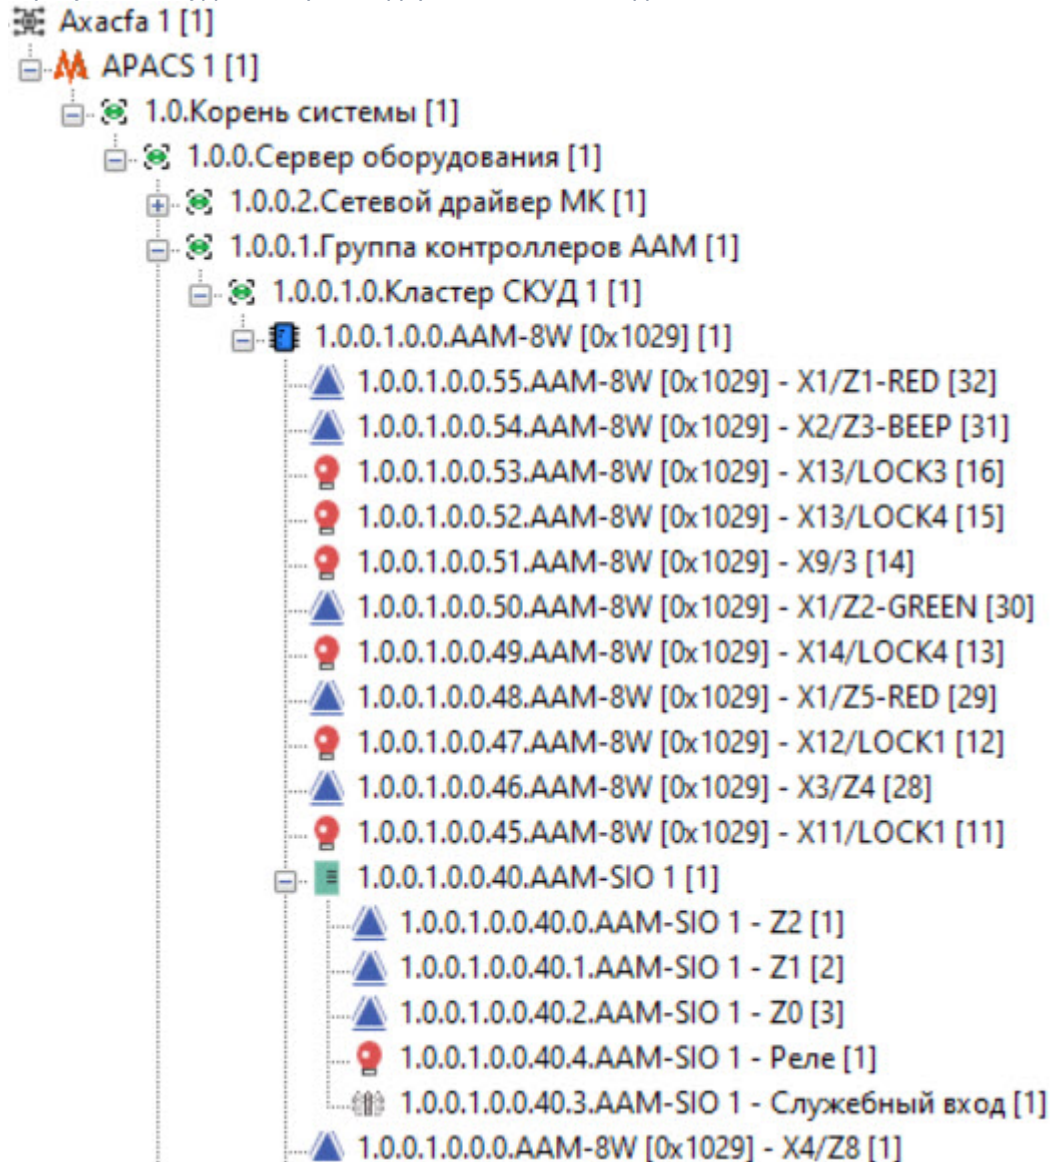 Axacfa 1 [1]
APACS 1 [1]
1.0.Корень системы [1]
1.0.0.Сервер оборудования [1]
1.0.0.2.Сетевой драйвер МК [1]
1.0.0.1.Группа контроллеров ААМ [1]
1.0.0.1.0.Кластер СКУД 1 [1]
1.0.0.1.0.0.AAM-8W [0x1029] [1]
1.0.0.1.0.0.55.AAM-8W [0x1029] - X1/Z1-RED [32]
1.0.0.1.0.0.54.AAM-8W [0x1029] - X2/Z3-BEEP [31]
1.0.0.1.0.0.53.AAM-8W [0x1029] - X13/LOCK3 [16]
1.0.0.1.0.0.52.AAM-8W [0x1029] - X13/LOCK4 [15]
1.0.0.1.0.0.51.AAM-8W [0x1029] - X9/3 [14]
1.0.0.1.0.0.50.AAM-8W [0x1029] - X1/Z2-GREEN [30]
1.0.0.1.0.0.49.AAM-8W [0x1029] - X14/LOCK4 [13]
1.0.0.1.0.0.48.AAM-8W [0x1029] - X1/Z5-RED [29]
1.0.0.1.0.0.47.AAM-8W [0x1029] - X12/LOCK1 [12]
1.0.0.1.0.0.46.AAM-8W [0x1029] - X3/Z4 [28]
1.0.0.1.0.0.45.AAM-8W [0x1029] - X11/LOCK1 [11]
1.0.0.1.0.0.40.AAM-SIO 1 [1]
1.0.0.1.0.0.40.0.AAM-SIO 1 - Z2 [1]
1.0.0.1.0.0.40.1.AAM-SIO 1 - Z1 [2]
1.0.0.1.0.0.40.2.AAM-SIO 1 - Z0 [3]
1.0.0.1.0.0.40.4.AAM-SIO 1 - Реле [1]
1.0.0.1.0.0.40.3.AAM-SIO 1 - Служебный вход [1]
1.0.0.1.0.0.0.AAM-8W [0x1029] - X4/Z8 [1]